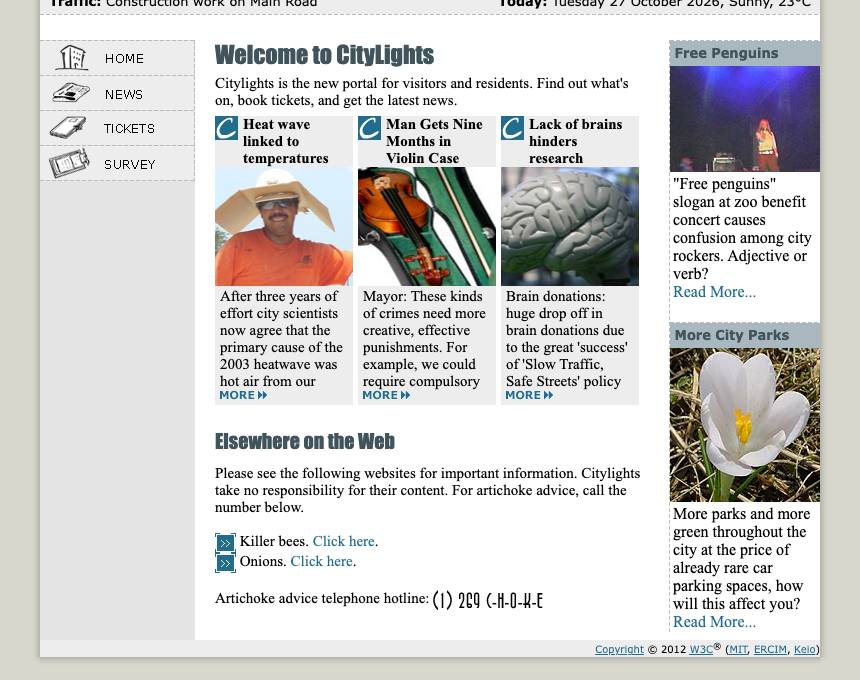 Traffic: Construction work on Main Road
Today: Tuesday 27 October 2026, Sunny, 23°C
HOME
NEWS
TICKETS
SURVEY
Welcome to CityLights
Citylights is the new portal for visitors and residents. Find out what's
on, book tickets, and get the latest news.
Heat wave
linked to
temperatures
After three years of
effort city scientists
now agree that the
primary cause of the
2003 heatwave was
hot air from our
MORE
Man Gets Nine
Months in
Violin Case
Mayor: These kinds
of crimes need more
creative, effective
punishments. For
example, we could
require compulsory
MORE
Lack of brains
hinders
research
Brain donations:
huge drop off in
brain donations due
to the great 'success'
of 'Slow Traffic,
Safe Streets' policy
MORE
Elsewhere on the Web
Please see the following websites for important information. Citylights
take no responsibility for their content. For artichoke advice, call the
number below.
Killer bees. Click here.
Onions. Click here.
Artichoke advice telephone hotline: (1) 269 C-H-O-K-E
Free Penguins
"Free penguins"
slogan at zoo benefit
concert causes
confusion among city
rockers. Adjective or
verb?
Read More...
More City Parks
More parks and more
green throughout the
city at the price of
already rare car
parking spaces, how
will this affect you?
Read More...
Copyright © 2012 W3C® (MIT, ERCIM, Keio)